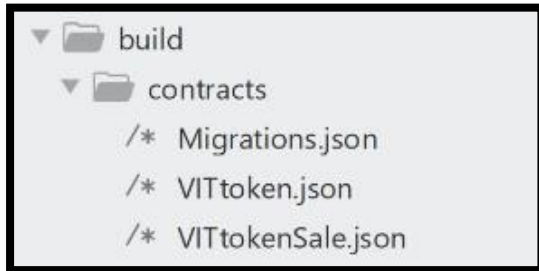 build
contracts
/* Migrations.json
/* VITtoken.json
/* VITtokenSale.json